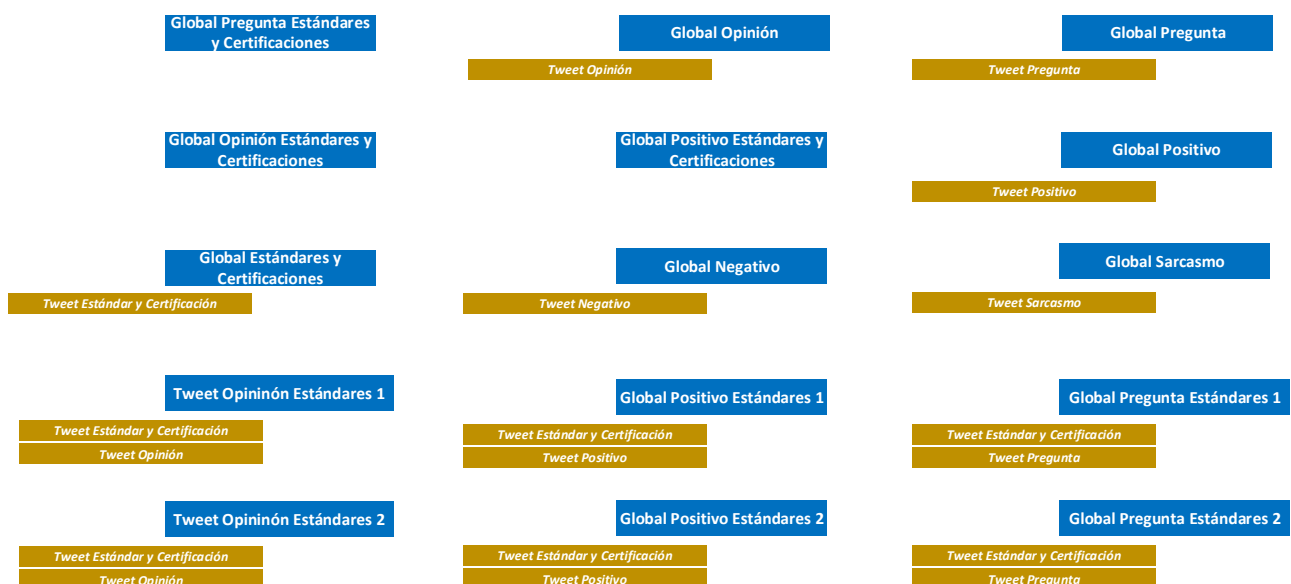 Global Pregunta Estándares
y Certificaciones
Global Opinión
Global Pregunta
Tweet Opinión
Tweet Pregunta
Global Opinión Estándares y
Certificaciones
Global Positivo Estándares y
Certificaciones
Global Positivo
Tweet Positivo
Global Estándares y
Certificaciones
Global Negativo
Global Sarcasmo
Tweet Estándar y Certificación
Tweet Negativo
Tweet Sarcasmo
Tweet Opininón Estándares 1
Global Positivo Estándares 1
Global Pregunta Estándares 1
Tweet Estándar y Certificación
Tweet Opinión
Tweet Estándar y Certificación
Tweet Positivo
Tweet Estándar y Certificación
Tweet Pregunta
Tweet Opininón Estándares 2
Global Positivo Estándares 2
Global Pregunta Estándares 2
Tweet Estándar y Certificación
Tweet Opinión
Tweet Estándar y Certificación
Tweet Positivo
Tweet Estándar y Certificación
Tweet Pregunta